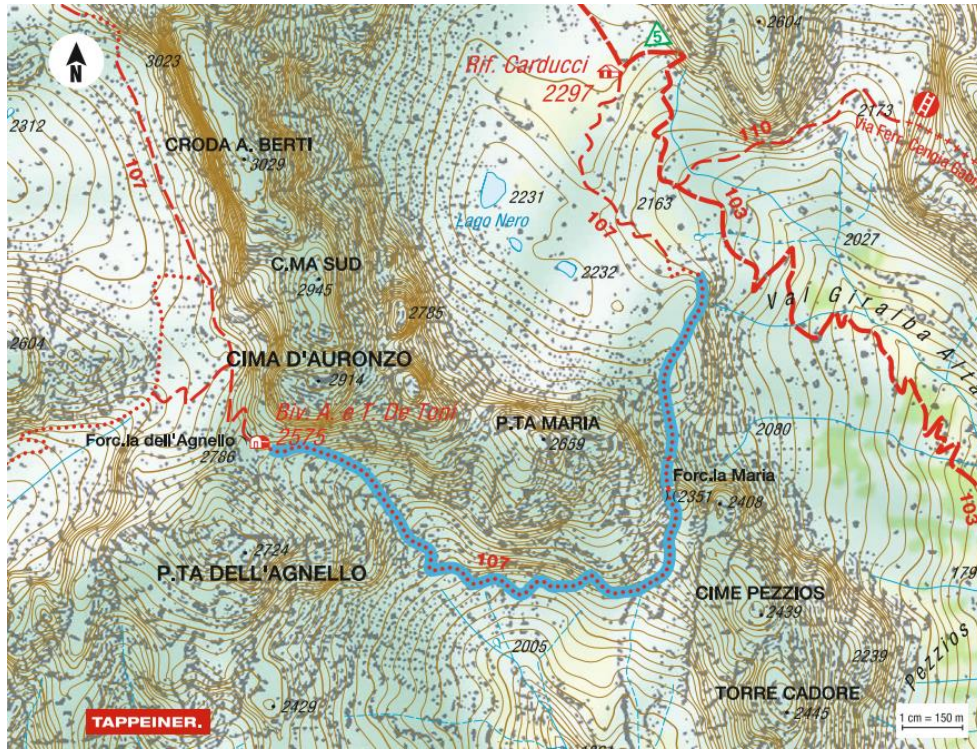 N
2604
3023
Rif. Carducci
2297
5
2312
107
CRODA A. BERTI
3029
2173
110
Via Ferr. Cengia Gabr
2231
Lago Nero
2163
103
107
2027
C.MA SUD
2945
2232
2785
Val Giralba Alt
2604
CIMA D'AURONZO
2914
Biv. A. e T. De Toni
2575
P.TA MARIA
2659
2080
Forc.la dell'Agnello
2786
Forc.la Maria
2351
2408
103
2724
P.TA DELL'AGNELLO
107
CIME PEZZIOS
2439
179
2005
2239
Pezzios
TORRE CADORE
2445
2429
TAPPEINER.
1 cm = 150 m